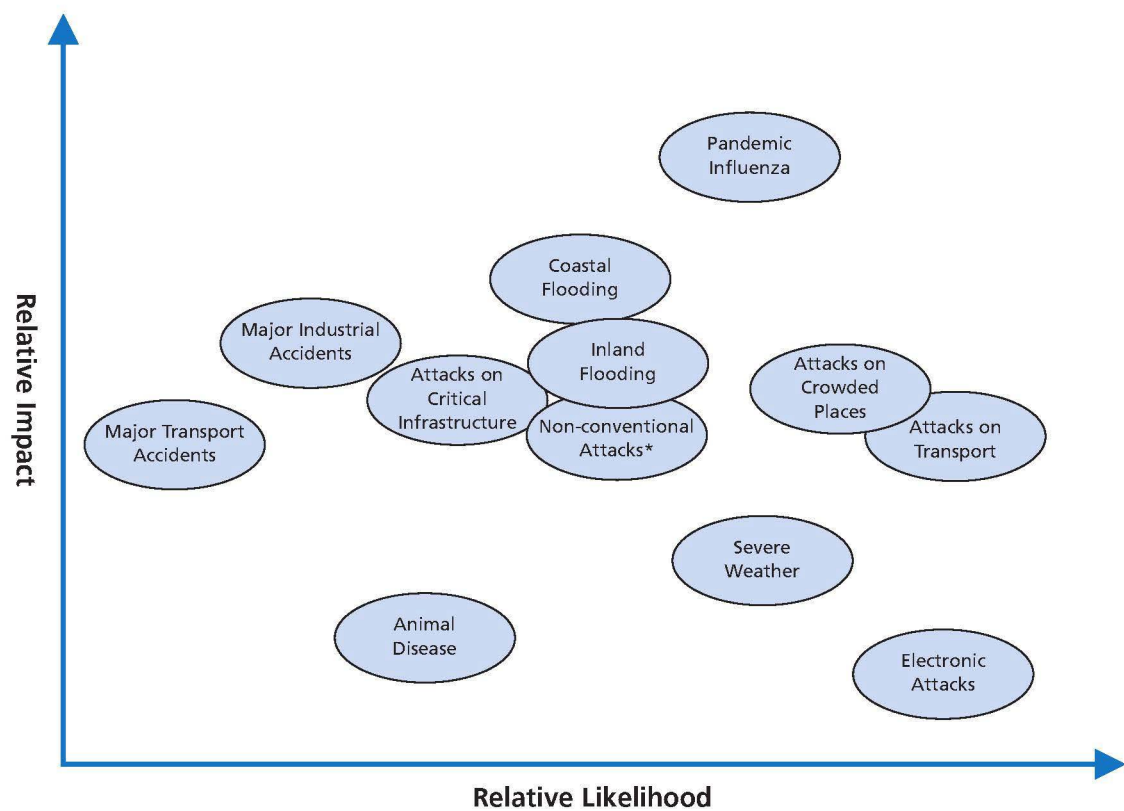 Pandemic
Influenza
Coastal
Flooding
Major Industrial
Accidents
Inland
Flooding
Attacks on
Critical
Infrastructure
Attacks on
Crowded
Places
Major Transport
Accidents
Non-conventional
Attacks*
Attacks on
Transport
Severe
Weather
Animal
Disease
Electronic
Attacks
Relative Impact
Relative Likelihood